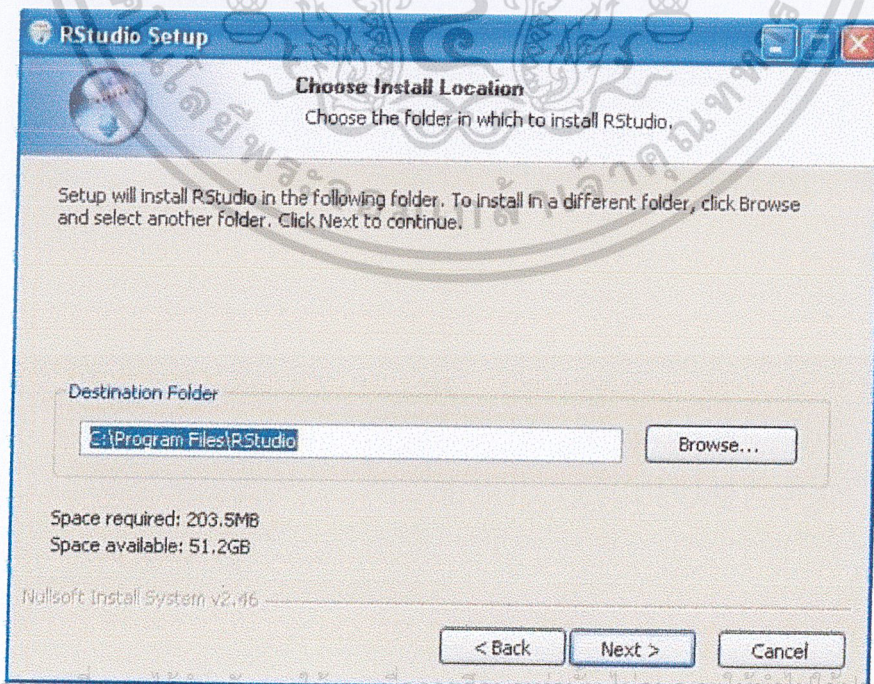 RStudio Setup
Choose Install Location
Choose the folder in which to install RStudio.
Setup will install RStudio in the following folder. To install in a different folder, click Browse
and select another folder. Click Next to continue.
Destination Folder
C:\Program Files\RStudio
Browse...
Space required: 203.5MB
Space available: 51.2GB
Nullsoft Install System v2.46
< Back
Next >
Cancel